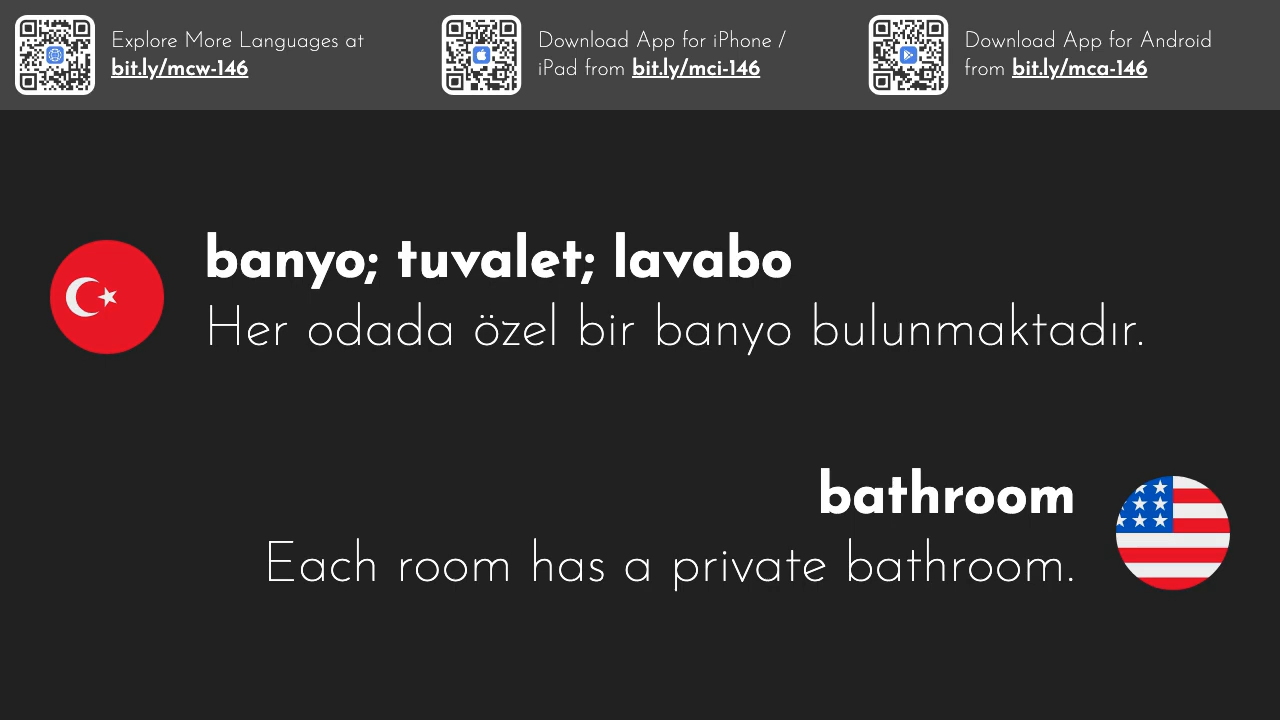 Explore More Languages at
bit.ly/mcw-146
Download App for iPhone /
iPad from bit.ly/mci-146
Download App for Android
from bit.ly/mca-146
banyo; tuvalet; lavabo
Her odada özel bir banyo bulunmaktadır.
bathroom
Each room has a private bathroom.